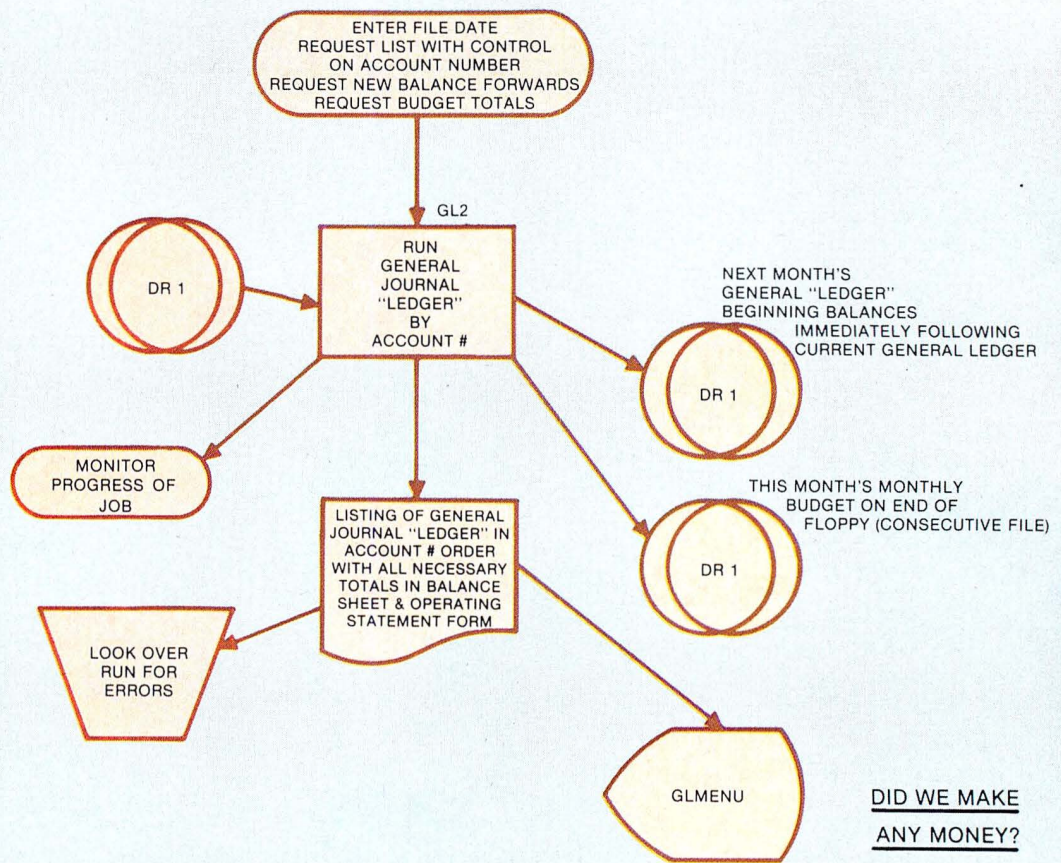 ENTER FILE DATE
REQUEST LIST WITH CONTROL
ON ACCOUNT NUMBER
REQUEST NEW BALANCE FORWARDS
REQUEST BUDGET TOTALS
GL2
RUN
GENERAL
JOURNAL
"LEDGER"
BY
ACCOUNT #
DR 1
NEXT MONTH'S
GENERAL "LEDGER"
BEGINNING BALANCES
IMMEDIATELY FOLLOWING
CURRENT GENERAL LEDGER
DR 1
MONITOR
PROGRESS OF
JOB
THIS MONTH'S MONTHLY
BUDGET ON END OF
FLOPPY (CONSECUTIVE FILE)
DR 1
LISTING OF GENERAL
JOURNAL "LEDGER" IN
ACCOUNT # ORDER
WITH ALL NECESSARY
TOTALS IN BALANCE
SHEET & OPERATING
STATEMENT FORM
LOOK OVER
RUN FOR
ERRORS
GLMENU
DID WE MAKE
ANY MONEY?